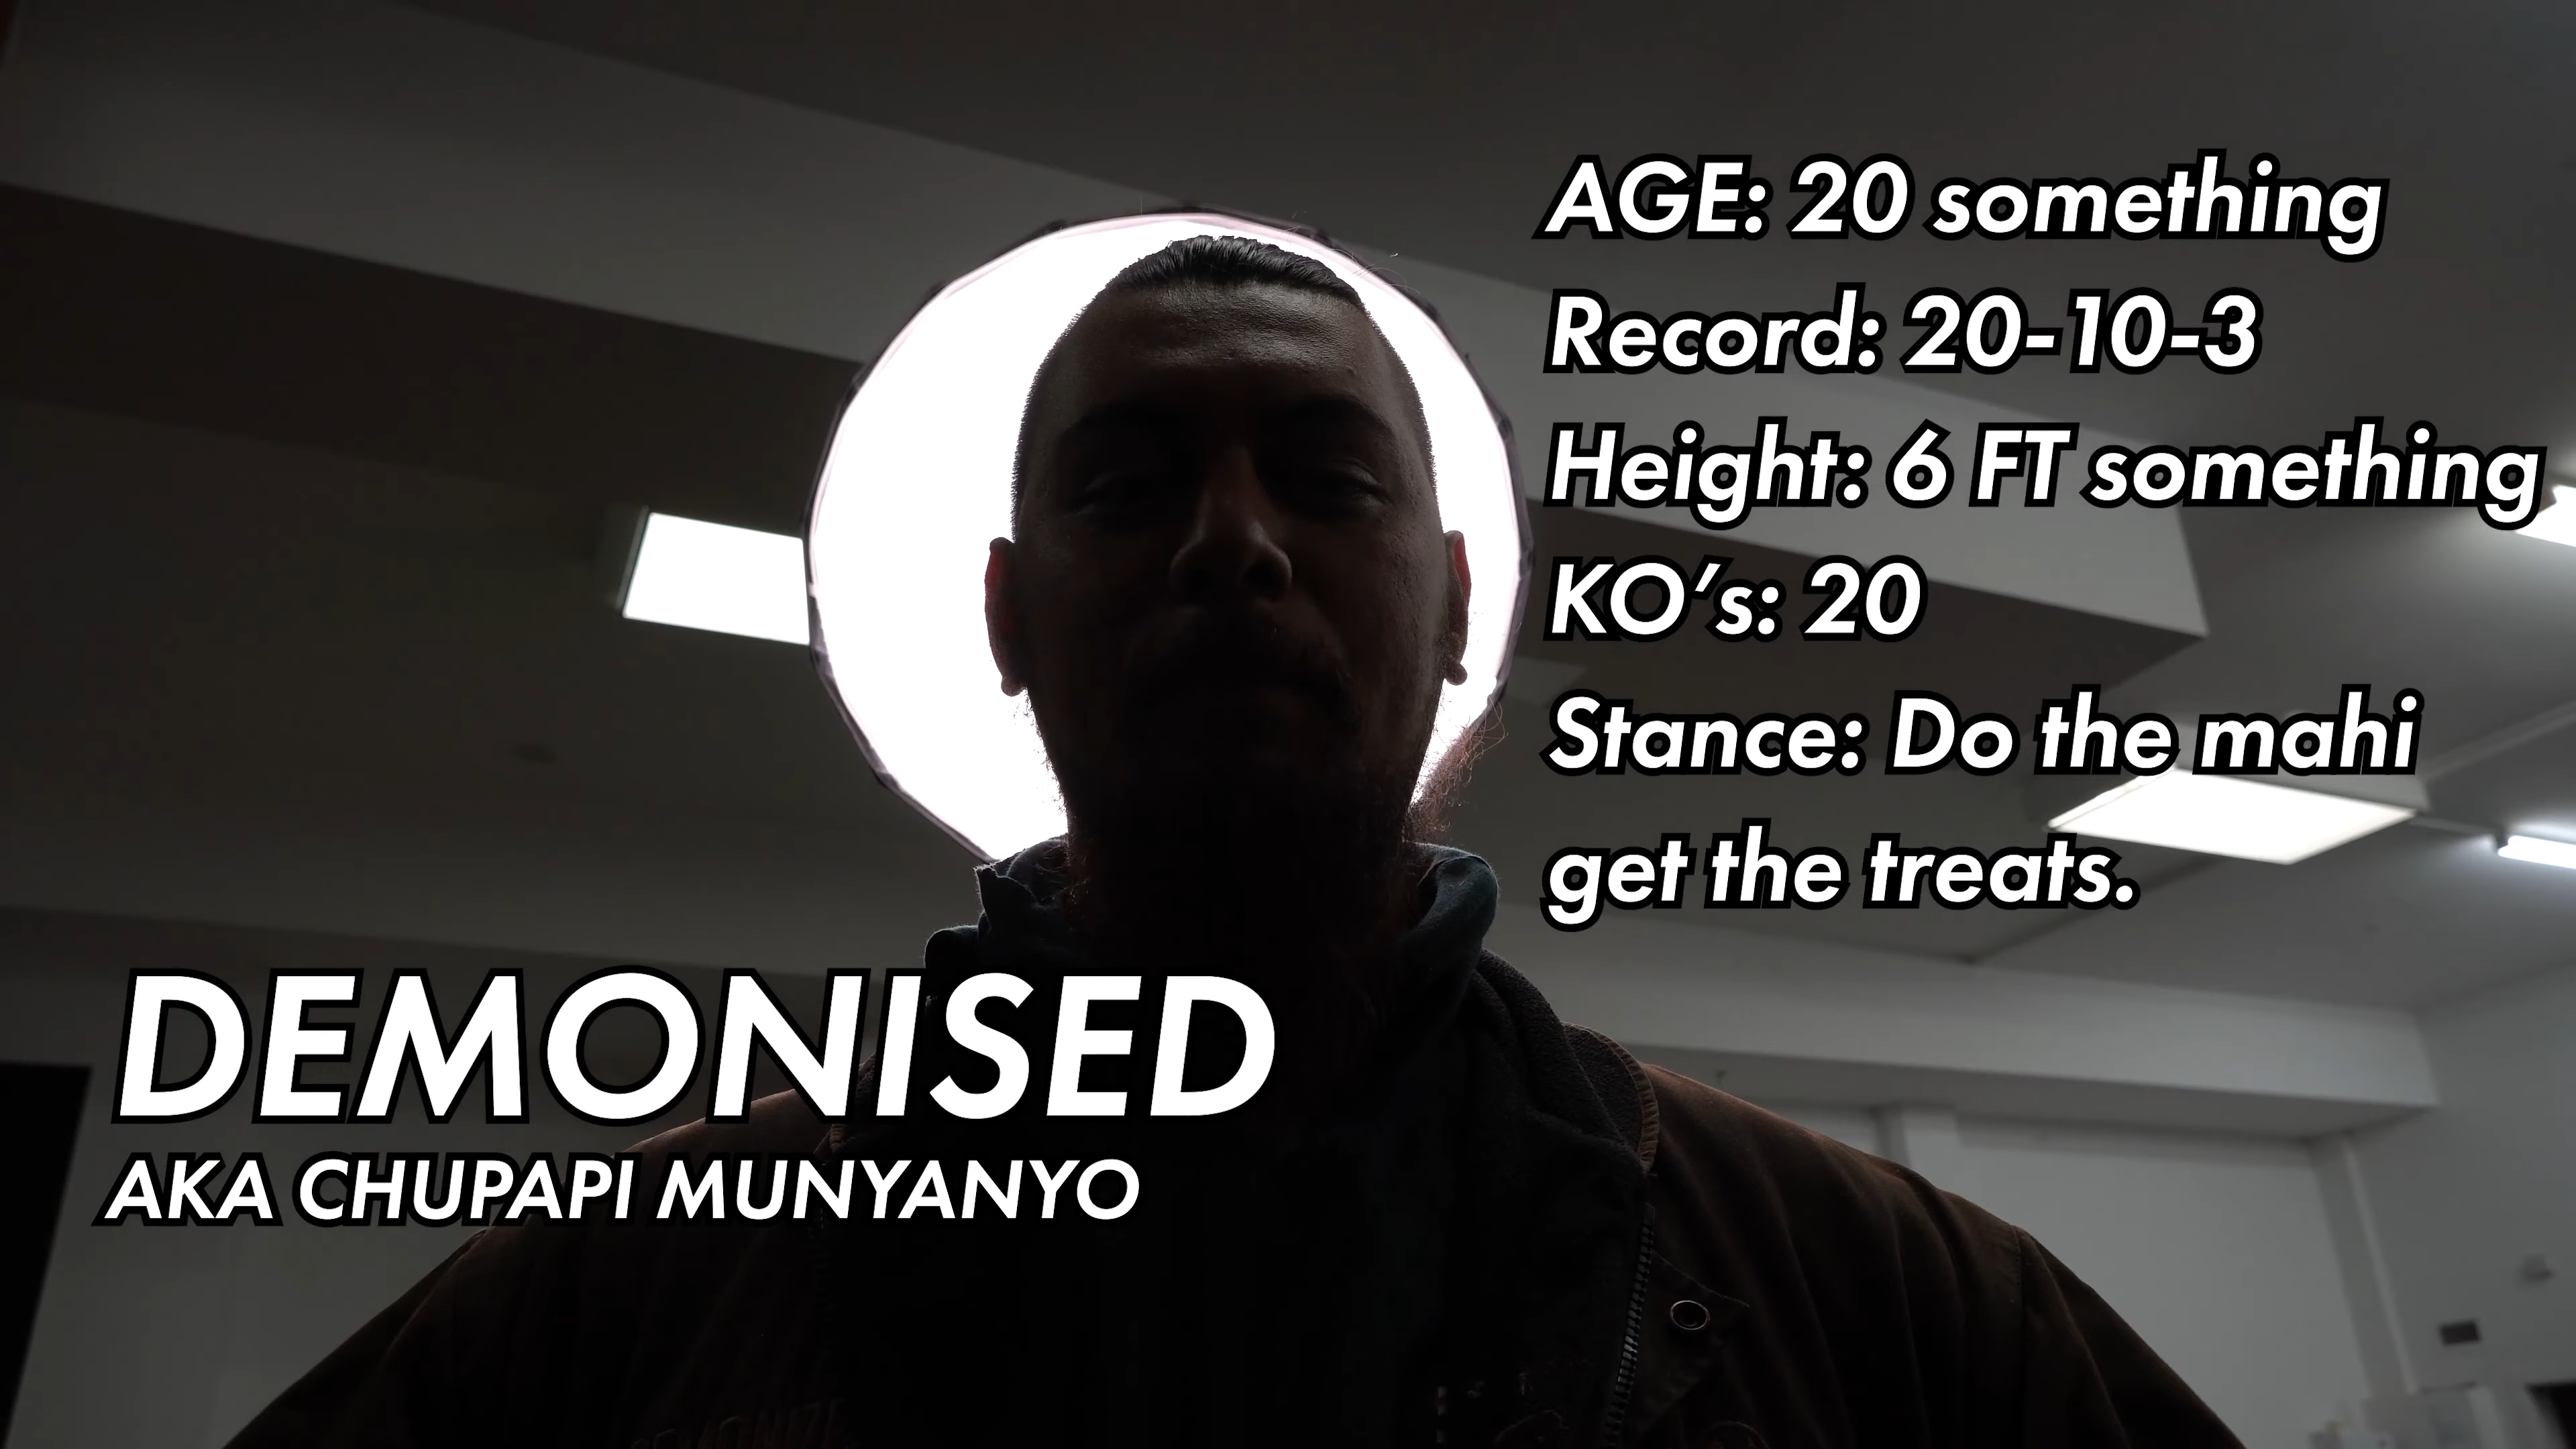 AGE: 20 something
Record: 20-10-3
Height: 6 FT something
KO's: 20
Stance: Do the mahi
get the treats.
DEMONISED
AKA CHUPAPI MUNYANYO